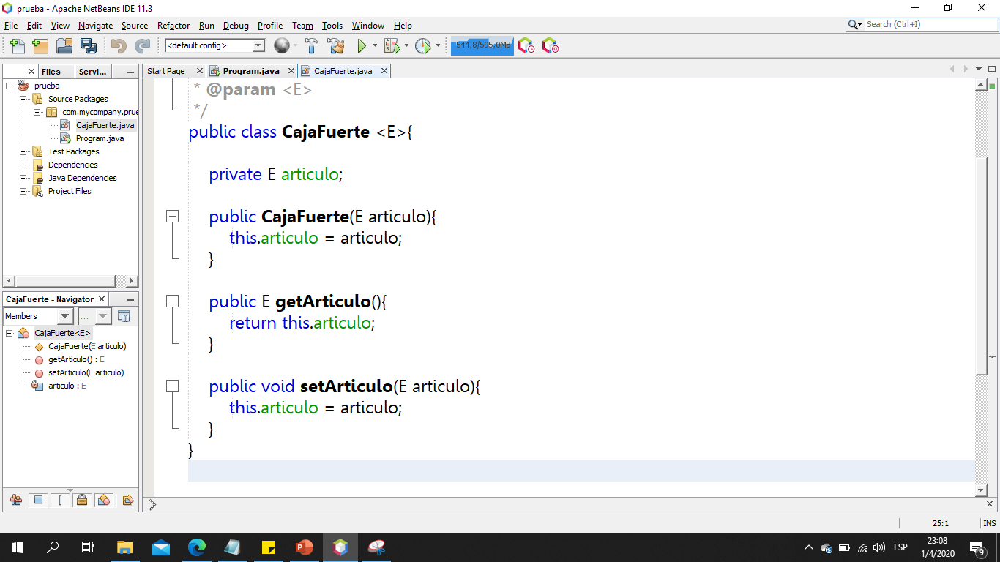 prueba - Apache NetBeans IDE 11.3
File Edit View Navigate Source Refactor Run Debug Profile Team Tools Window Help
Search (Ctrl+I)
<default config>
544,8/595,0MB
Files Servi...
Start Page Program.java CajaFuerte.java
prueba
Source Packages
com.mycompany.prue
CajaFuerte.java
Program.java
Test Packages
Dependencies
Java Dependencies
Project Files
CajaFuerte - Navigator
Members
...
CajaFuerte<E>
CajaFuerte(E articulo)
getArticulo() : E
setArticulo(E articulo)
articulo : E
* @param <E>
*/
public class CajaFuerte <E>{
private E articulo;
public CajaFuerte(E articulo){
this.articulo = articulo;
}
public E getArticulo(){
return this.articulo;
}
public void setArticulo(E articulo){
this.articulo = articulo;
}
}
25:1 INS
ESP
23:08
1/4/2020
9